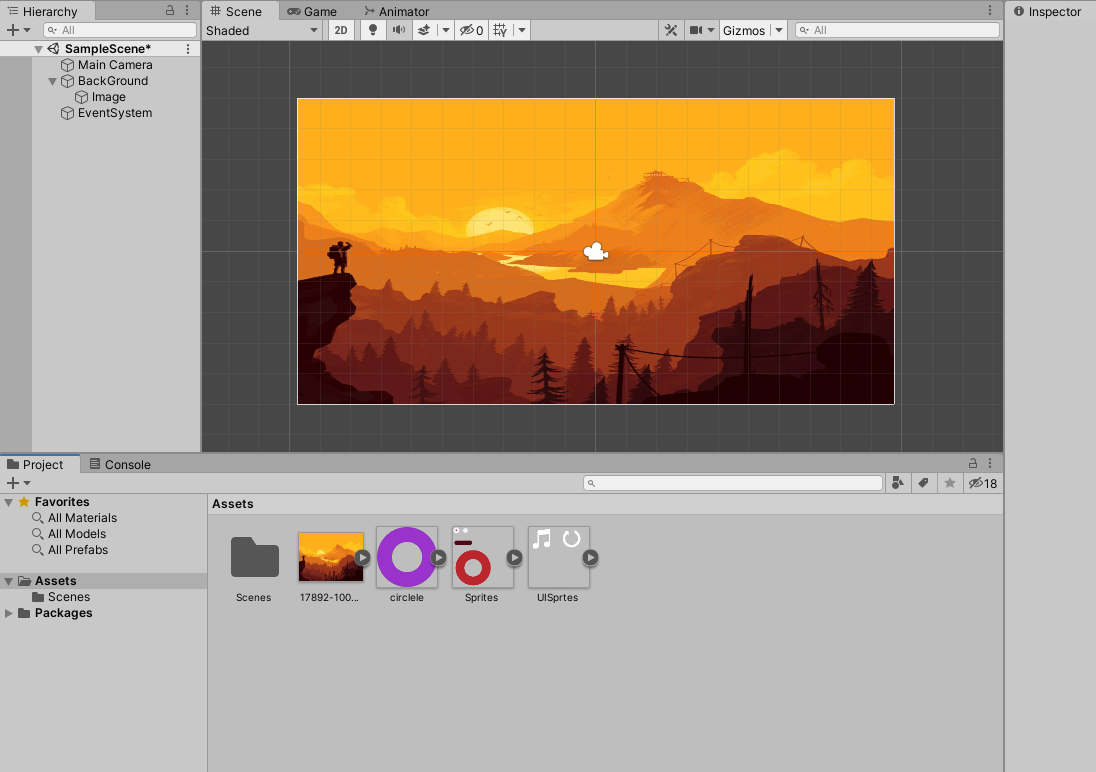 Hierarchy
All
SampleScene*
Main Camera
BackGround
Image
EventSystem
Scene
Game
Animator
Shaded
2D
0
Gizmos
All
Inspector
Project
Console
18
Favorites
All Materials
All Models
All Prefabs
Assets
Scenes
Packages
Assets
Scenes
17892-100...
circlele
Sprites
UISprtes